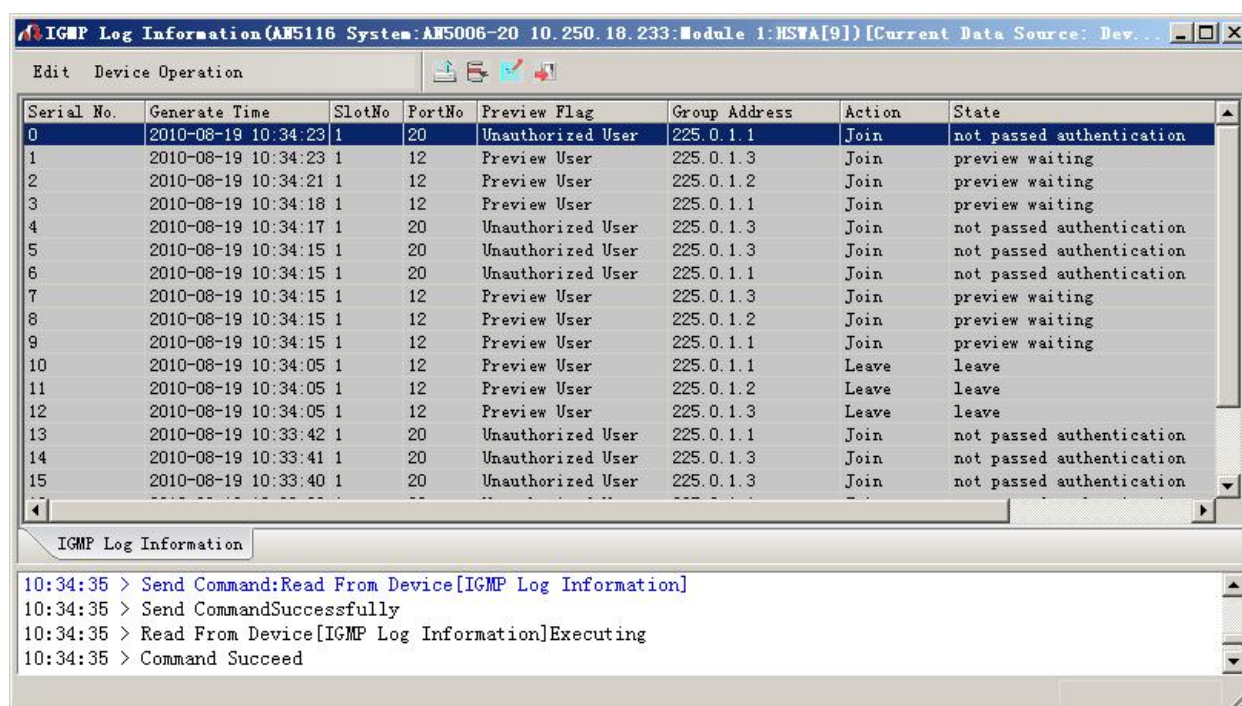 IGMP Log Information(AN5116 System:AN5006-20 10.250.18.233:Module 1:HSWA[9])[Current Data Source: Dev...
Edit Device Operation
Serial No. Generate Time SlotNo PortNo Preview Flag Group Address Action State
0 2010-08-19 10:34:23 1 20 Unauthorized User 225.0.1.1 Join not passed authentication
1 2010-08-19 10:34:23 1 12 Preview User 225.0.1.3 Join preview waiting
2 2010-08-19 10:34:21 1 12 Preview User 225.0.1.2 Join preview waiting
3 2010-08-19 10:34:18 1 12 Preview User 225.0.1.1 Join preview waiting
4 2010-08-19 10:34:17 1 20 Unauthorized User 225.0.1.3 Join not passed authentication
5 2010-08-19 10:34:15 1 20 Unauthorized User 225.0.1.3 Join not passed authentication
6 2010-08-19 10:34:15 1 20 Unauthorized User 225.0.1.1 Join not passed authentication
7 2010-08-19 10:34:15 1 12 Preview User 225.0.1.3 Join preview waiting
8 2010-08-19 10:34:15 1 12 Preview User 225.0.1.2 Join preview waiting
9 2010-08-19 10:34:15 1 12 Preview User 225.0.1.1 Join preview waiting
10 2010-08-19 10:34:05 1 12 Preview User 225.0.1.1 Leave leave
11 2010-08-19 10:34:05 1 12 Preview User 225.0.1.2 Leave leave
12 2010-08-19 10:34:05 1 12 Preview User 225.0.1.3 Leave leave
13 2010-08-19 10:33:42 1 20 Unauthorized User 225.0.1.1 Join not passed authentication
14 2010-08-19 10:33:41 1 20 Unauthorized User 225.0.1.3 Join not passed authentication
15 2010-08-19 10:33:40 1 20 Unauthorized User 225.0.1.3 Join not passed authentication
IGMP Log Information
10:34:35 > Send Command:Read From Device[IGMP Log Information]
10:34:35 > Send CommandSuccessfully
10:34:35 > Read From Device[IGMP Log Information]Executing
10:34:35 > Command Succeed